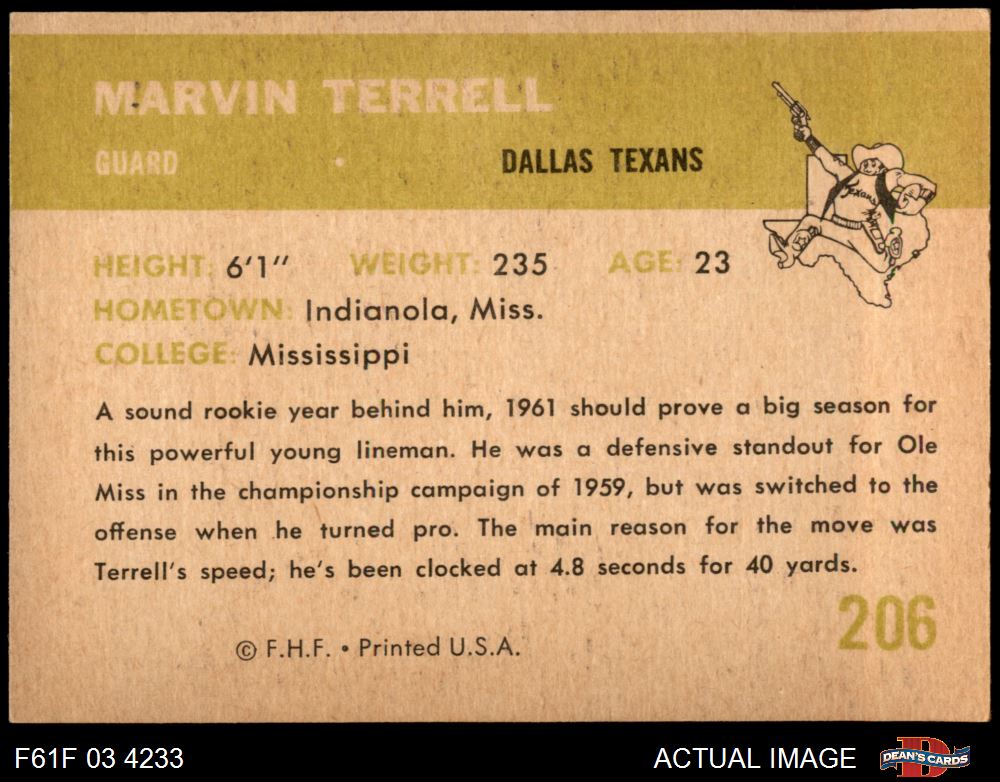 MARVIN TERRELL
GUARD DALLAS TEXANS
Texans
HEIGHT: 6'1" WEIGHT: 235 AGE: 23
HOMETOWN: Indianola, Miss.
COLLEGE: Mississippi
A sound rookie year behind him, 1961 should prove a big season for
this powerful young lineman. He was a defensive standout for Ole
Miss in the championship campaign of 1959, but was switched to the
offense when he turned pro. The main reason for the move was
Terrell's speed; he's been clocked at 4.8 seconds for 40 yards.
206
© F.H.F. • Printed U.S.A.
F61F 03 4233 ACTUAL IMAGE DEAN'S CARDS